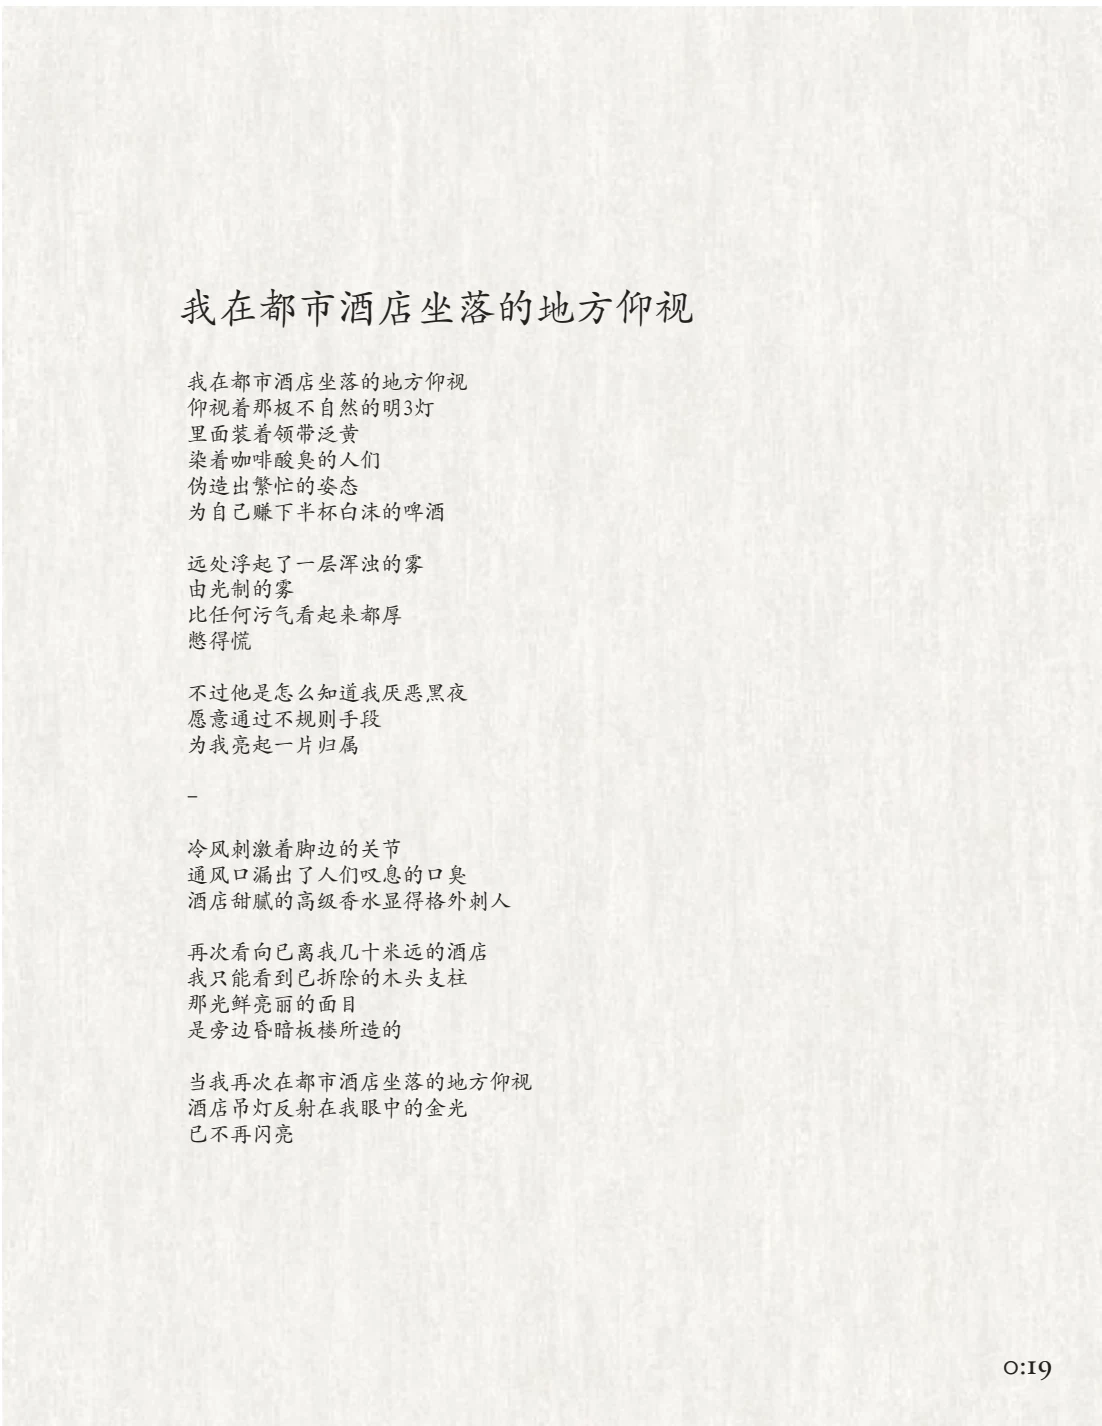 我在都市酒店坐落的地方仰视
我在都市酒店坐落的地方仰视
仰视着那极不自然的明3灯
里面装着领带泛黄
染着咖啡酸臭的人们
伪造出繁忙的姿态
为自己赚下半杯白沫的啤酒
远处浮起了一层浑浊的雾
由光制的雾
比任何污气看起来都厚
憋得慌
不过他是怎么知道我厌恶黑夜
愿意通过不规则手段
为我亮起一片归属
–
冷风刺激着脚边的关节
通风口漏出了人们叹息的口臭
酒店甜腻的高级香水显得格外刺人
再次看向已离我几十米远的酒店
我只能看到已拆除的木头支柱
那光鲜亮丽的面目
是旁边昏暗板楼所造的
当我再次在都市酒店坐落的地方仰视
酒店吊灯反射在我眼中的金光
已不再闪亮
0:19